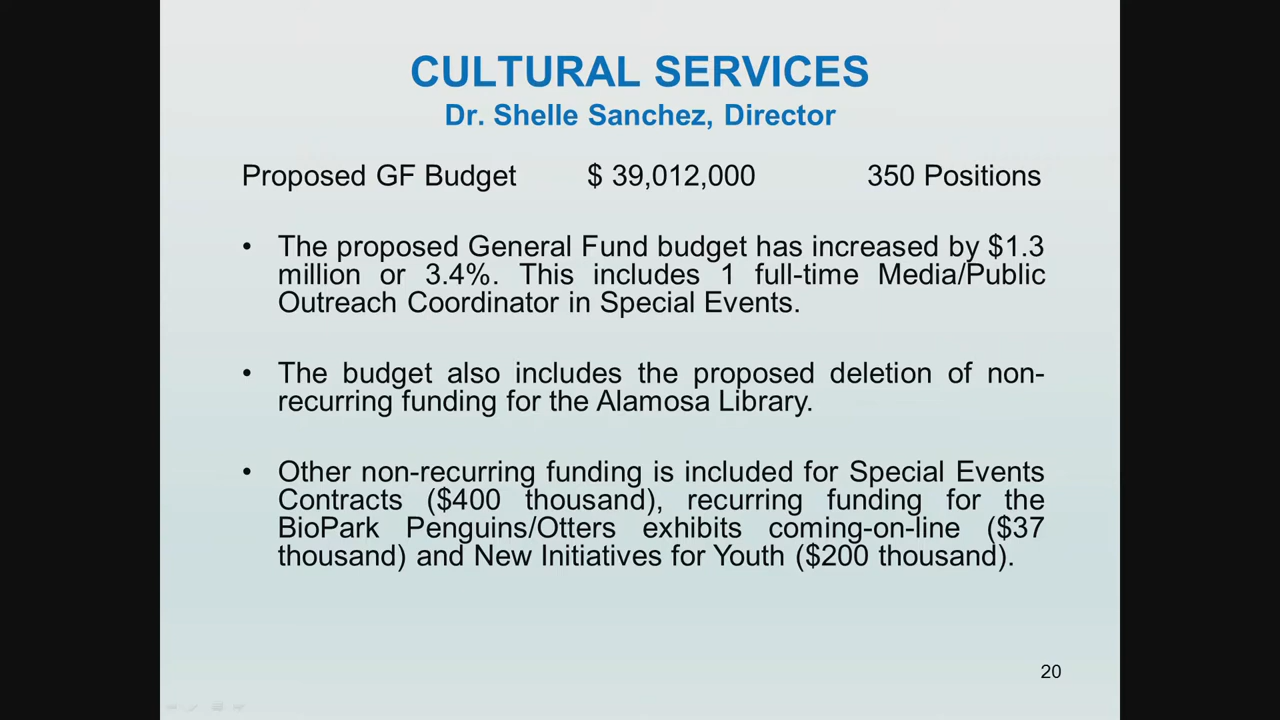 CULTURAL SERVICES
Dr. Shelle Sanchez, Director
Proposed GF Budget $ 39,012,000 350 Positions
• The proposed General Fund budget has increased by $1.3
million or 3.4%. This includes 1 full-time Media/Public
Outreach Coordinator in Special Events.
• The budget also includes the proposed deletion of non-
recurring funding for the Alamosa Library.
• Other non-recurring funding is included for Special Events
Contracts ($400 thousand), recurring funding for the
BioPark Penguins/Otters exhibits coming-on-line ($37
thousand) and New Initiatives for Youth ($200 thousand).
20